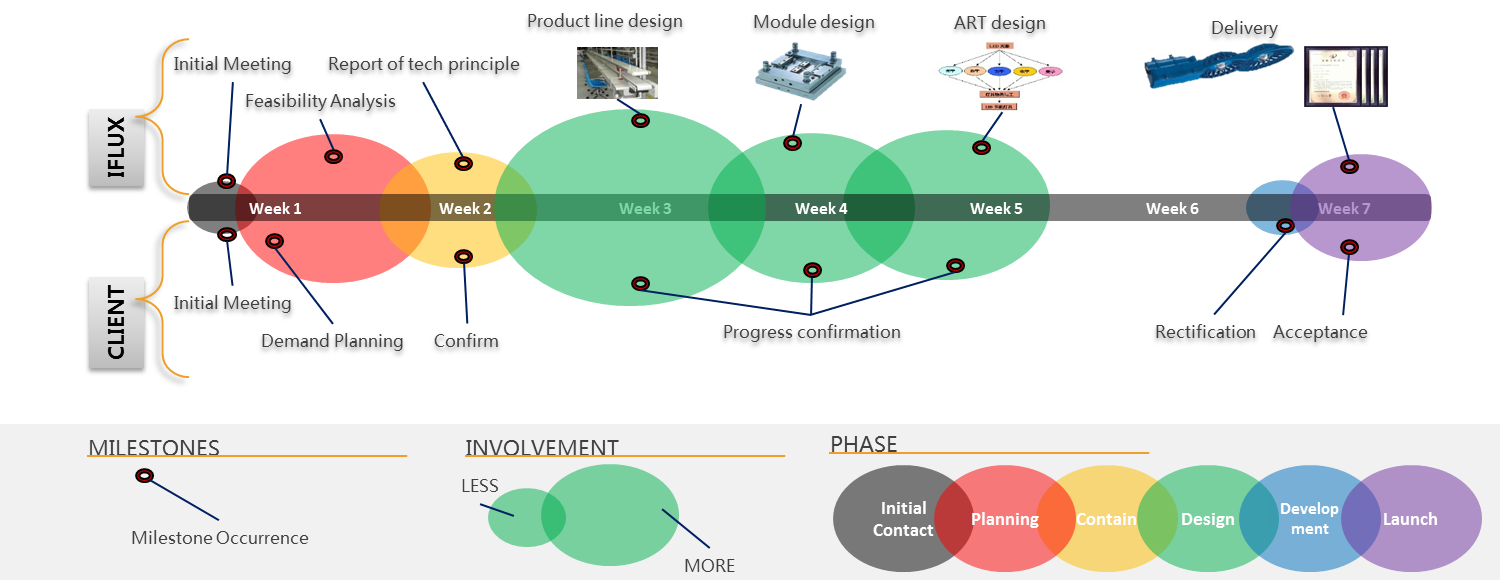 Product line design
Module design
ART design
Delivery
Initial Meeting
Report of tech principle
Feasibility Analysis
IFLUX
Week 1
Week 2
Week 3
Week 4
Week 5
Week 6
Week 7
CLIENT
Initial Meeting
Demand Planning
Confirm
Progress confirmation
Rectification
Acceptance
MILESTONES
Milestone Occurrence
INVOLVEMENT
LESS
MORE
PHASE
Initial
Contact
Planning
Contain
Design
Develop
ment
Launch